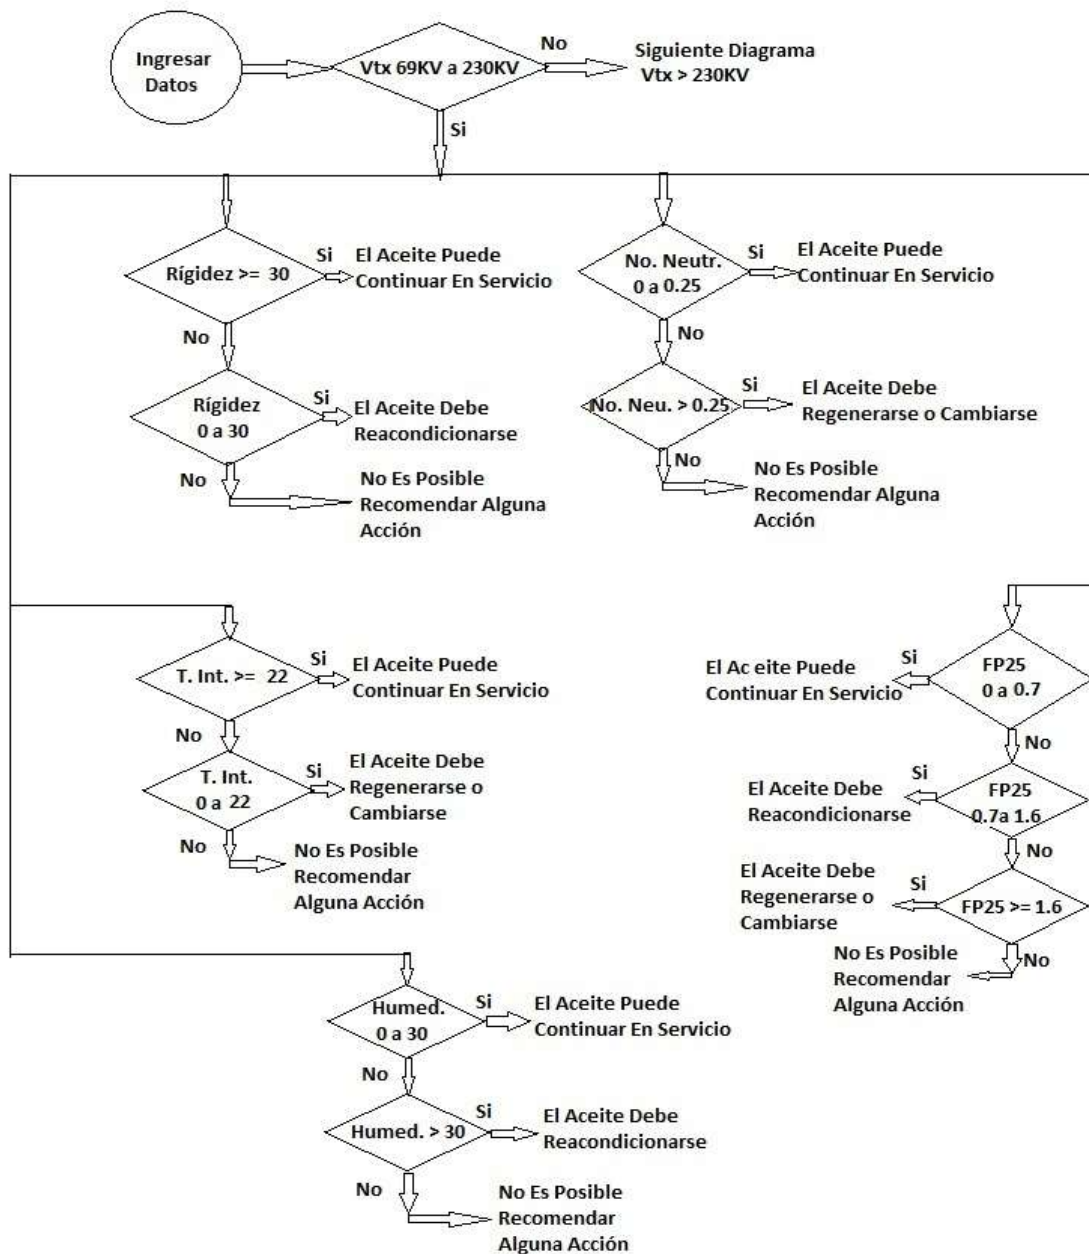 Ingresar
Datos
Vtx 69KV a 230KV
No
Siguiente Diagrama
Vtx > 230KV
Si
Rígidez >= 30
Si
El Aceite Puede
Continuar En Servicio
No
Rígidez
0 a 30
Si
El Aceite Debe
Reacondicionarse
No
No Es Posible
Recomendar Alguna
Acción
No. Neutr.
0 a 0.25
Si
El Aceite Puede
Continuar En Servicio
No
No. Neu. > 0.25
Si
El Aceite Debe
Regenerarse o Cambiarse
No
No Es Posible
Recomendar Alguna
Acción
T. Int. >= 22
Si
El Aceite Puede
Continuar En Servicio
No
T. Int.
0 a 22
Si
El Aceite Debe
Regenerarse o
Cambiarse
No
No Es Posible
Recomendar
Alguna Acción
FP25
0 a 0.7
Si
El Ac eite Puede
Continuar En Servicio
No
FP25
0.7a 1.6
Si
El Aceite Debe
Reacondicionarse
No
FP25 >= 1.6
Si
El Aceite Debe
Regenerarse o
Cambiarse
No
No Es Posible
Recomendar
Alguna Acción
Humed.
0 a 30
Si
El Aceite Puede
Continuar En Servicio
No
Humed. > 30
Si
El Aceite Debe
Reacondicionarse
No
No Es Posible
Recomendar
Alguna Acción